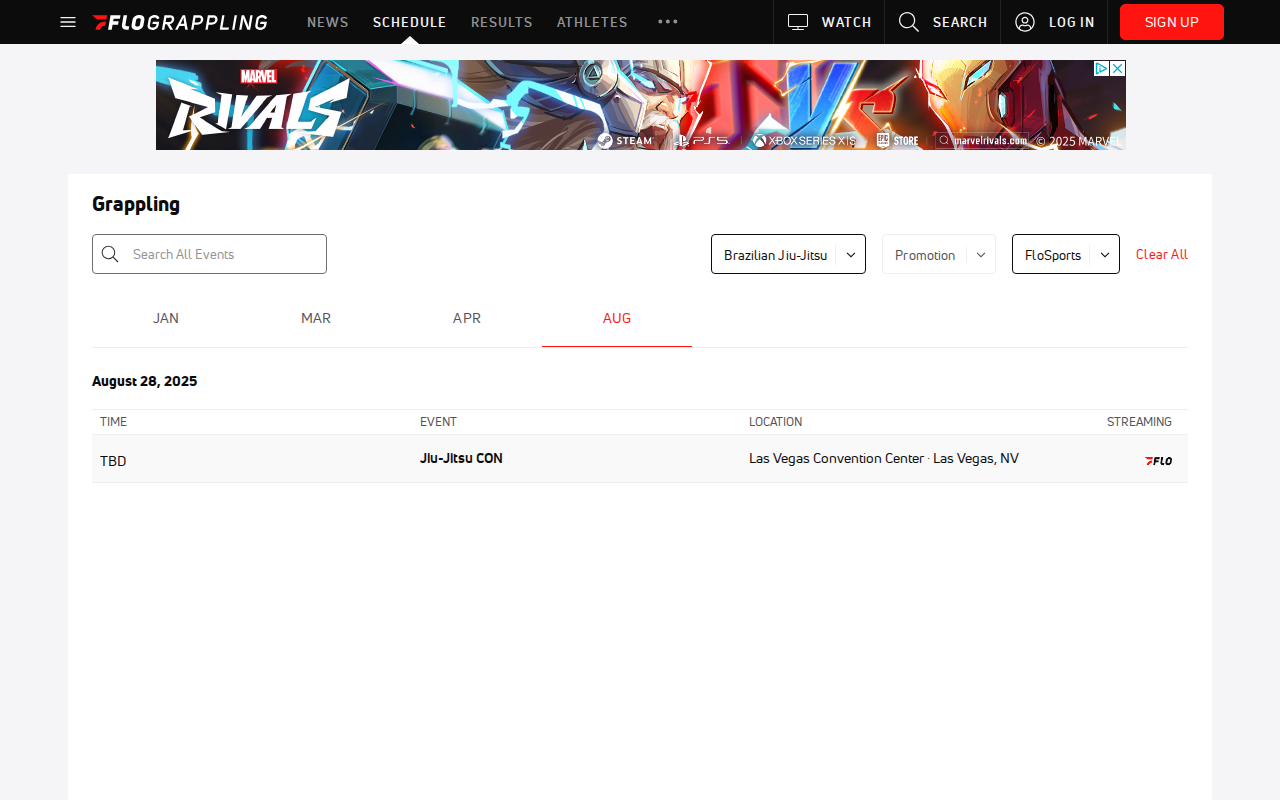 FLOGRAPPLING NEWS SCHEDULE RESULTS ATHLETES WATCH SEARCH LOG IN SIGN UP
MARVEL
RIVALS
STEAM PS5 XBOX SERIES X|S EPIC GAMES STORE marvelrivals.com © 2025 MARVEL
Grappling
Search All Events Brazilian Jiu-Jitsu Promotion FloSports Clear All
JAN MAR APR AUG
August 28, 2025
TIME EVENT LOCATION STREAMING
TBD Jiu-Jitsu CON Las Vegas Convention Center · Las Vegas, NV FLO